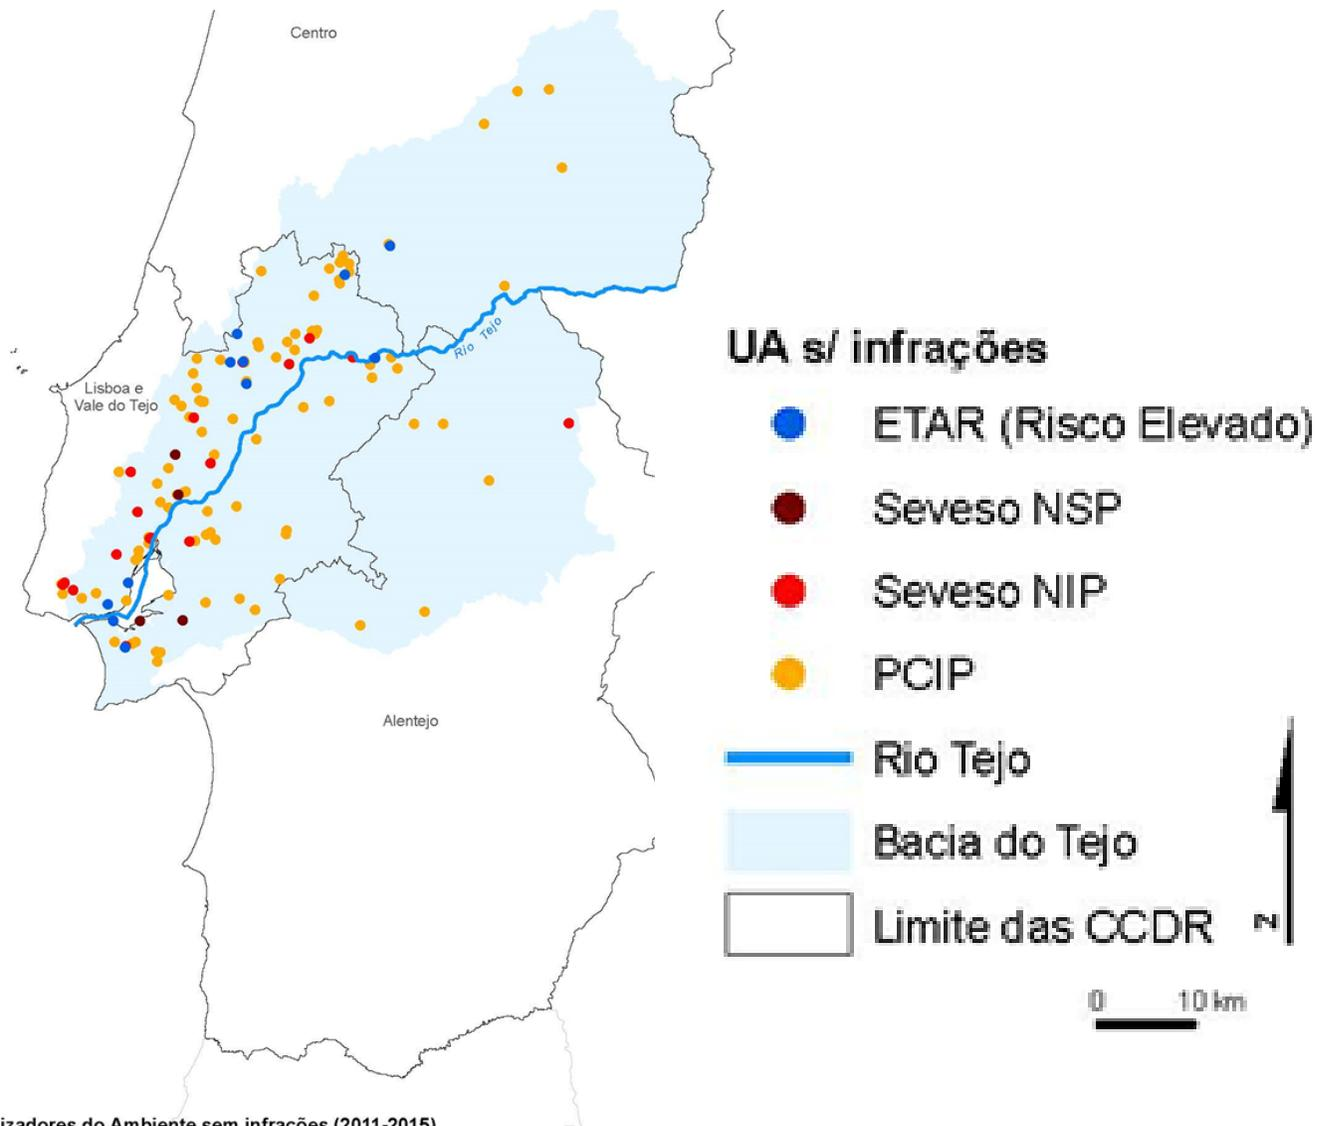 Centro
Rio Tejo
Lisboa e
Vale do Tejo
Alentejo
UA s/ infrações
ETAR (Risco Elevado)
Seveso NSP
Seveso NIP
PCIP
Rio Tejo
Bacia do Tejo
Limite das CCDR
N
0 10 km
izadores do Ambiente sem infrações (2011-2015)